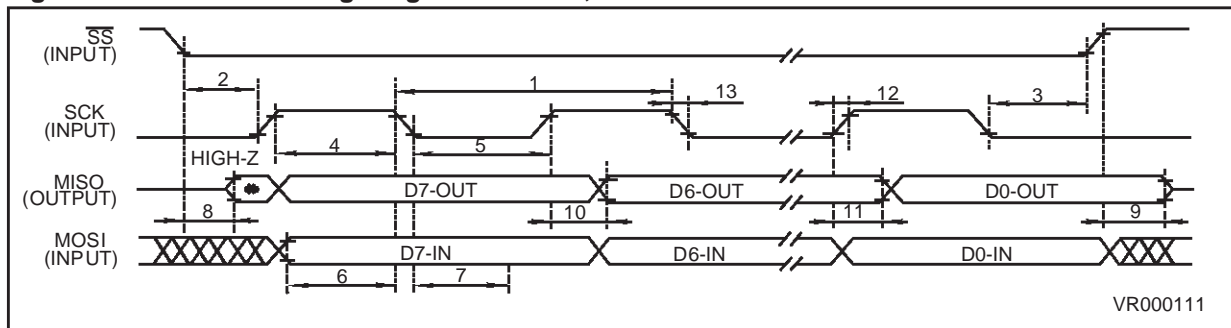 SS
(INPUT)
2
1
13
12
3
SCK
(INPUT)
4
5
HIGH-Z
MISO
(OUTPUT)
D7-OUT
D6-OUT
D0-OUT
8
10
11
9
MOSI
(INPUT)
D7-IN
D6-IN
D0-IN
6
7
VR000111